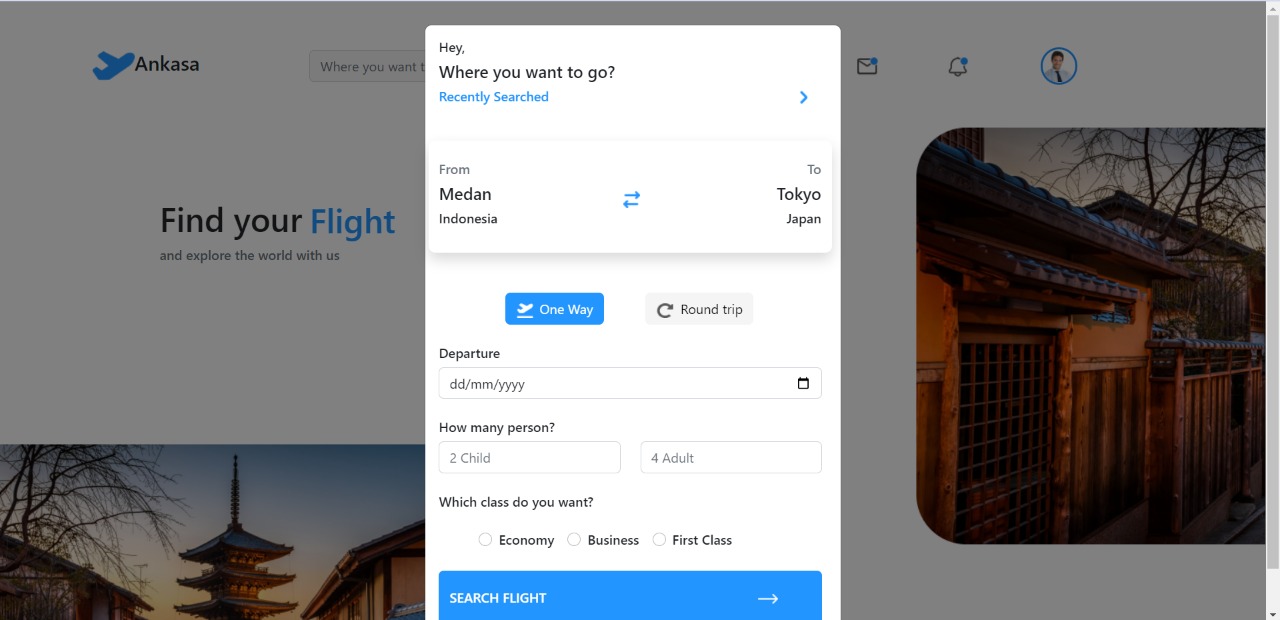 Ankasa
Where you want t
Find your Flight
and explore the world with us
Hey,
Where you want to go?
Recently Searched
From To
Medan Tokyo
Indonesia Japan
One Way Round trip
Departure
dd/mm/yyyy
How many person?
2 Child 4 Adult
Which class do you want?
Economy Business First Class
SEARCH FLIGHT